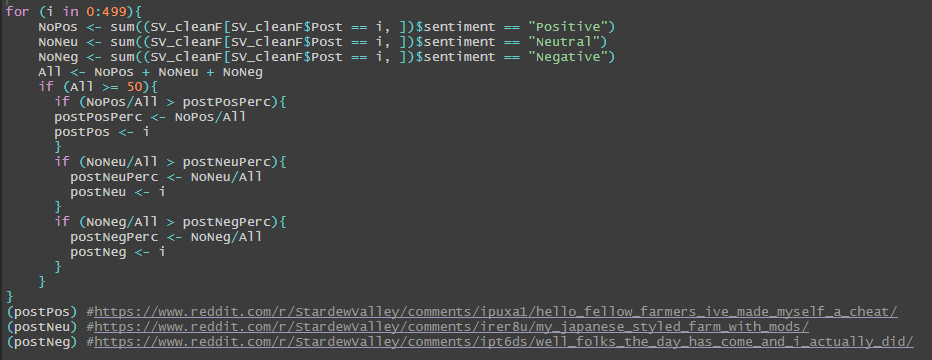 for (i in 0:499){
    NoPos <- sum((SV_cleanF[SV_cleanF$Post == i, ])$sentiment == "Positive")
    NoNeu <- sum((SV_cleanF[SV_cleanF$Post == i, ])$sentiment == "Neutral")
    NoNeg <- sum((SV_cleanF[SV_cleanF$Post == i, ])$sentiment == "Negative")
    All <- NoPos + NoNeu + NoNeg
    if (All >= 50){
      if (NoPos/All > postPosPerc){
      postPosPerc <- NoPos/All
      postPos <- i
      }
      if (NoNeu/All > postNeuPerc){
        postNeuPerc <- NoNeu/All
        postNeu <- i
      }
      if (NoNeg/All > postNegPerc){
        postNegPerc <- NoNeg/All
        postNeg <- i
      }
    }
}
(postPos) #https://www.reddit.com/r/StardewValley/comments/ipuxa1/hello_fellow_farmers_ive_made_myself_a_cheat/
(postNeu) #https://www.reddit.com/r/StardewValley/comments/irer8u/my_japanese_styled_farm_with_mods/
(postNeg) #https://www.reddit.com/r/StardewValley/comments/ipt6ds/well_folks_the_day_has_come_and_i_actually_did/